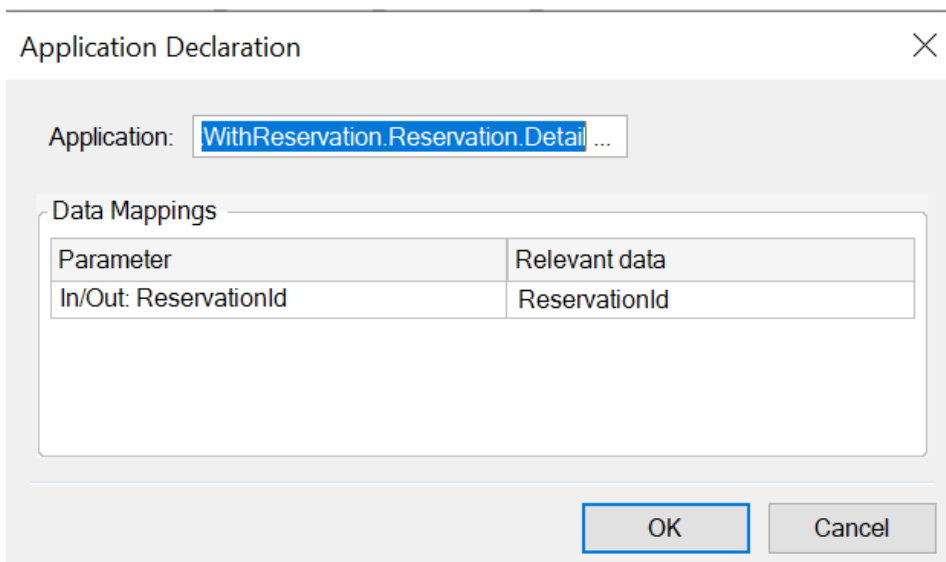 Application Declaration
Application: :WithReservation.Reservation.Detail ...
Data Mappings
Parameter Relevant data
In/Out: ReservationId ReservationId
OK Cancel